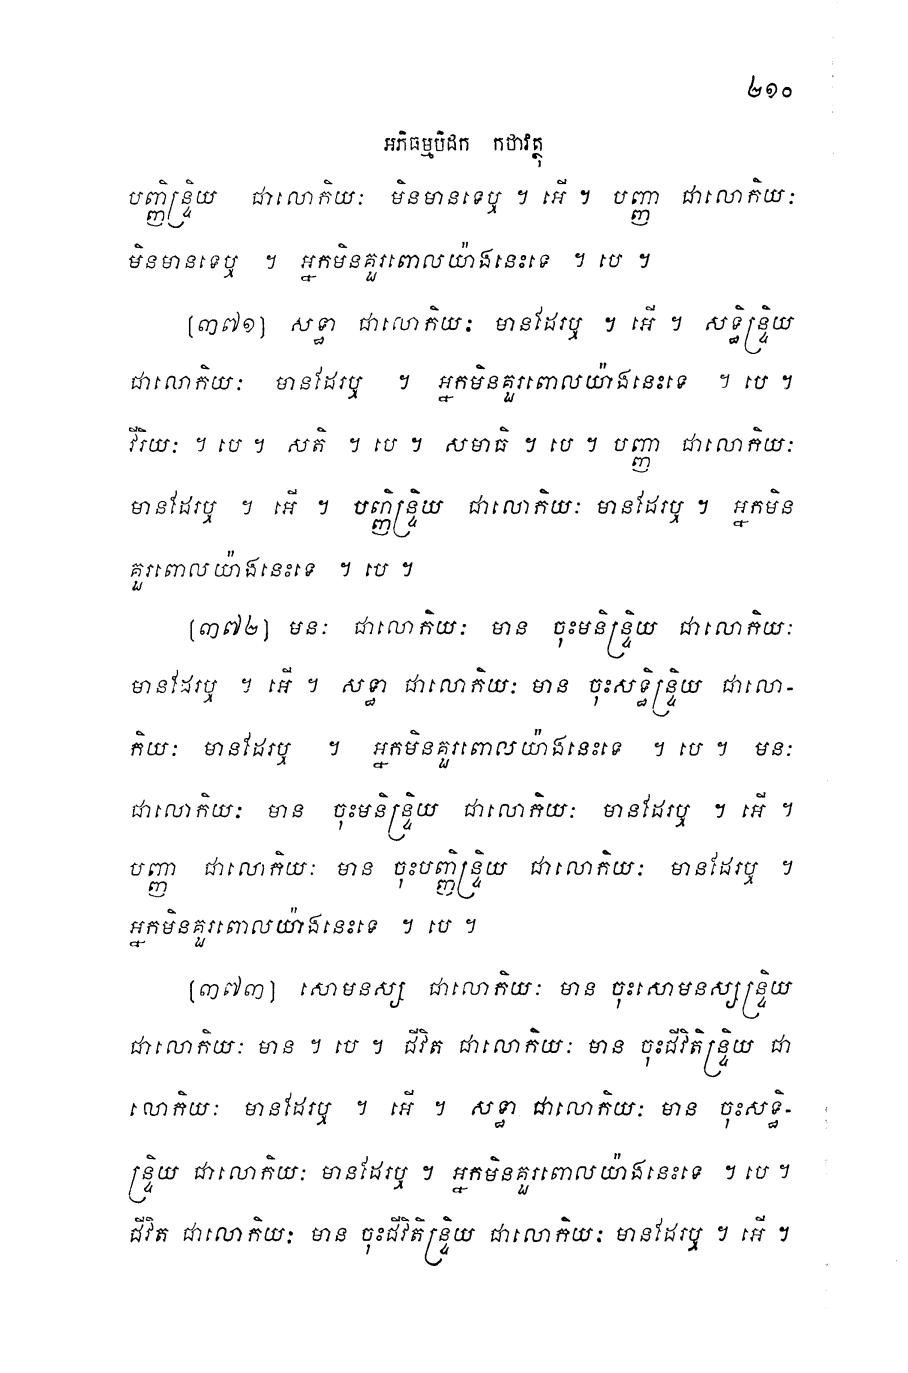 ២១០
អភិធម្មបិដក កថាវត្ថុ
បញ្ញិន្ទ្រិយ ជាលោកិយៈ មិនមានទេឬ ។ អើ ។ បញ្ញា ជាលោកិយៈ
មិនមានទេឬ ។ អ្នកមិនគួរពោលយ៉ាងនេះទេ ។ បេ ។
(៣៧១) សទ្ធា ជាលោកិយៈ មានដែរឬ ។ អើ ។ សទ្ធិន្ទ្រិយ
ជាលោកិយៈ មានដែរឬ ។ អ្នកមិនគួរពោលយ៉ាងនេះទេ ។ បេ ។
វីរិយៈ ។ បេ ។ សតិ ។ បេ ។ សមាធិ ។ បេ ។ បញ្ញា ជាលោកិយៈ
មានដែរឬ ។ អើ ។ បញ្ញិន្ទ្រិយ ជាលោកិយៈ មានដែរឬ ។ អ្នកមិន
គួរពោលយ៉ាងនេះទេ ។ បេ ។
(៣៧២) មនៈ ជាលោកិយៈ មាន ចុះមនិន្ទ្រិយ ជាលោកិយៈ
មានដែរឬ ។ អើ ។ សទ្ធា ជាលោកិយៈ មាន ចុះសទ្ធិន្ទ្រិយ ជាលោ-
កិយៈ មានដែរឬ ។ អ្នកមិនគួរពោលយ៉ាងនេះទេ ។ បេ ។ មនៈ
ជាលោកិយៈ មាន ចុះមនិន្ទ្រិយ ជាលោកិយៈ មានដែរឬ ។ អើ ។
បញ្ញា ជាលោកិយៈ មាន ចុះបញ្ញិន្ទ្រិយ ជាលោកិយៈ មានដែរឬ ។
អ្នកមិនគួរពោលយ៉ាងនេះទេ ។ បេ ។
(៣៧៣) សោមនស្ស ជាលោកិយៈ មាន ចុះសោមនស្សន្ទ្រិយ
ជាលោកិយៈ មាន ។ បេ ។ ជីវិត ជាលោកិយៈ មាន ចុះជីវិតិន្ទ្រិយ ជា
លោកិយៈ មានដែរឬ ។ អើ ។ សទ្ធា ជាលោកិយៈ មាន ចុះសទ្ធិ-
ន្ទ្រិយ ជាលោកិយៈ មានដែរឬ ។ អ្នកមិនគួរពោលយ៉ាងនេះទេ ។ បេ ។
ជីវិត ជាលោកិយៈ មាន ចុះជីវិតិន្ទ្រិយ ជាលោកិយៈ មានដែរឬ ។ អើ ។